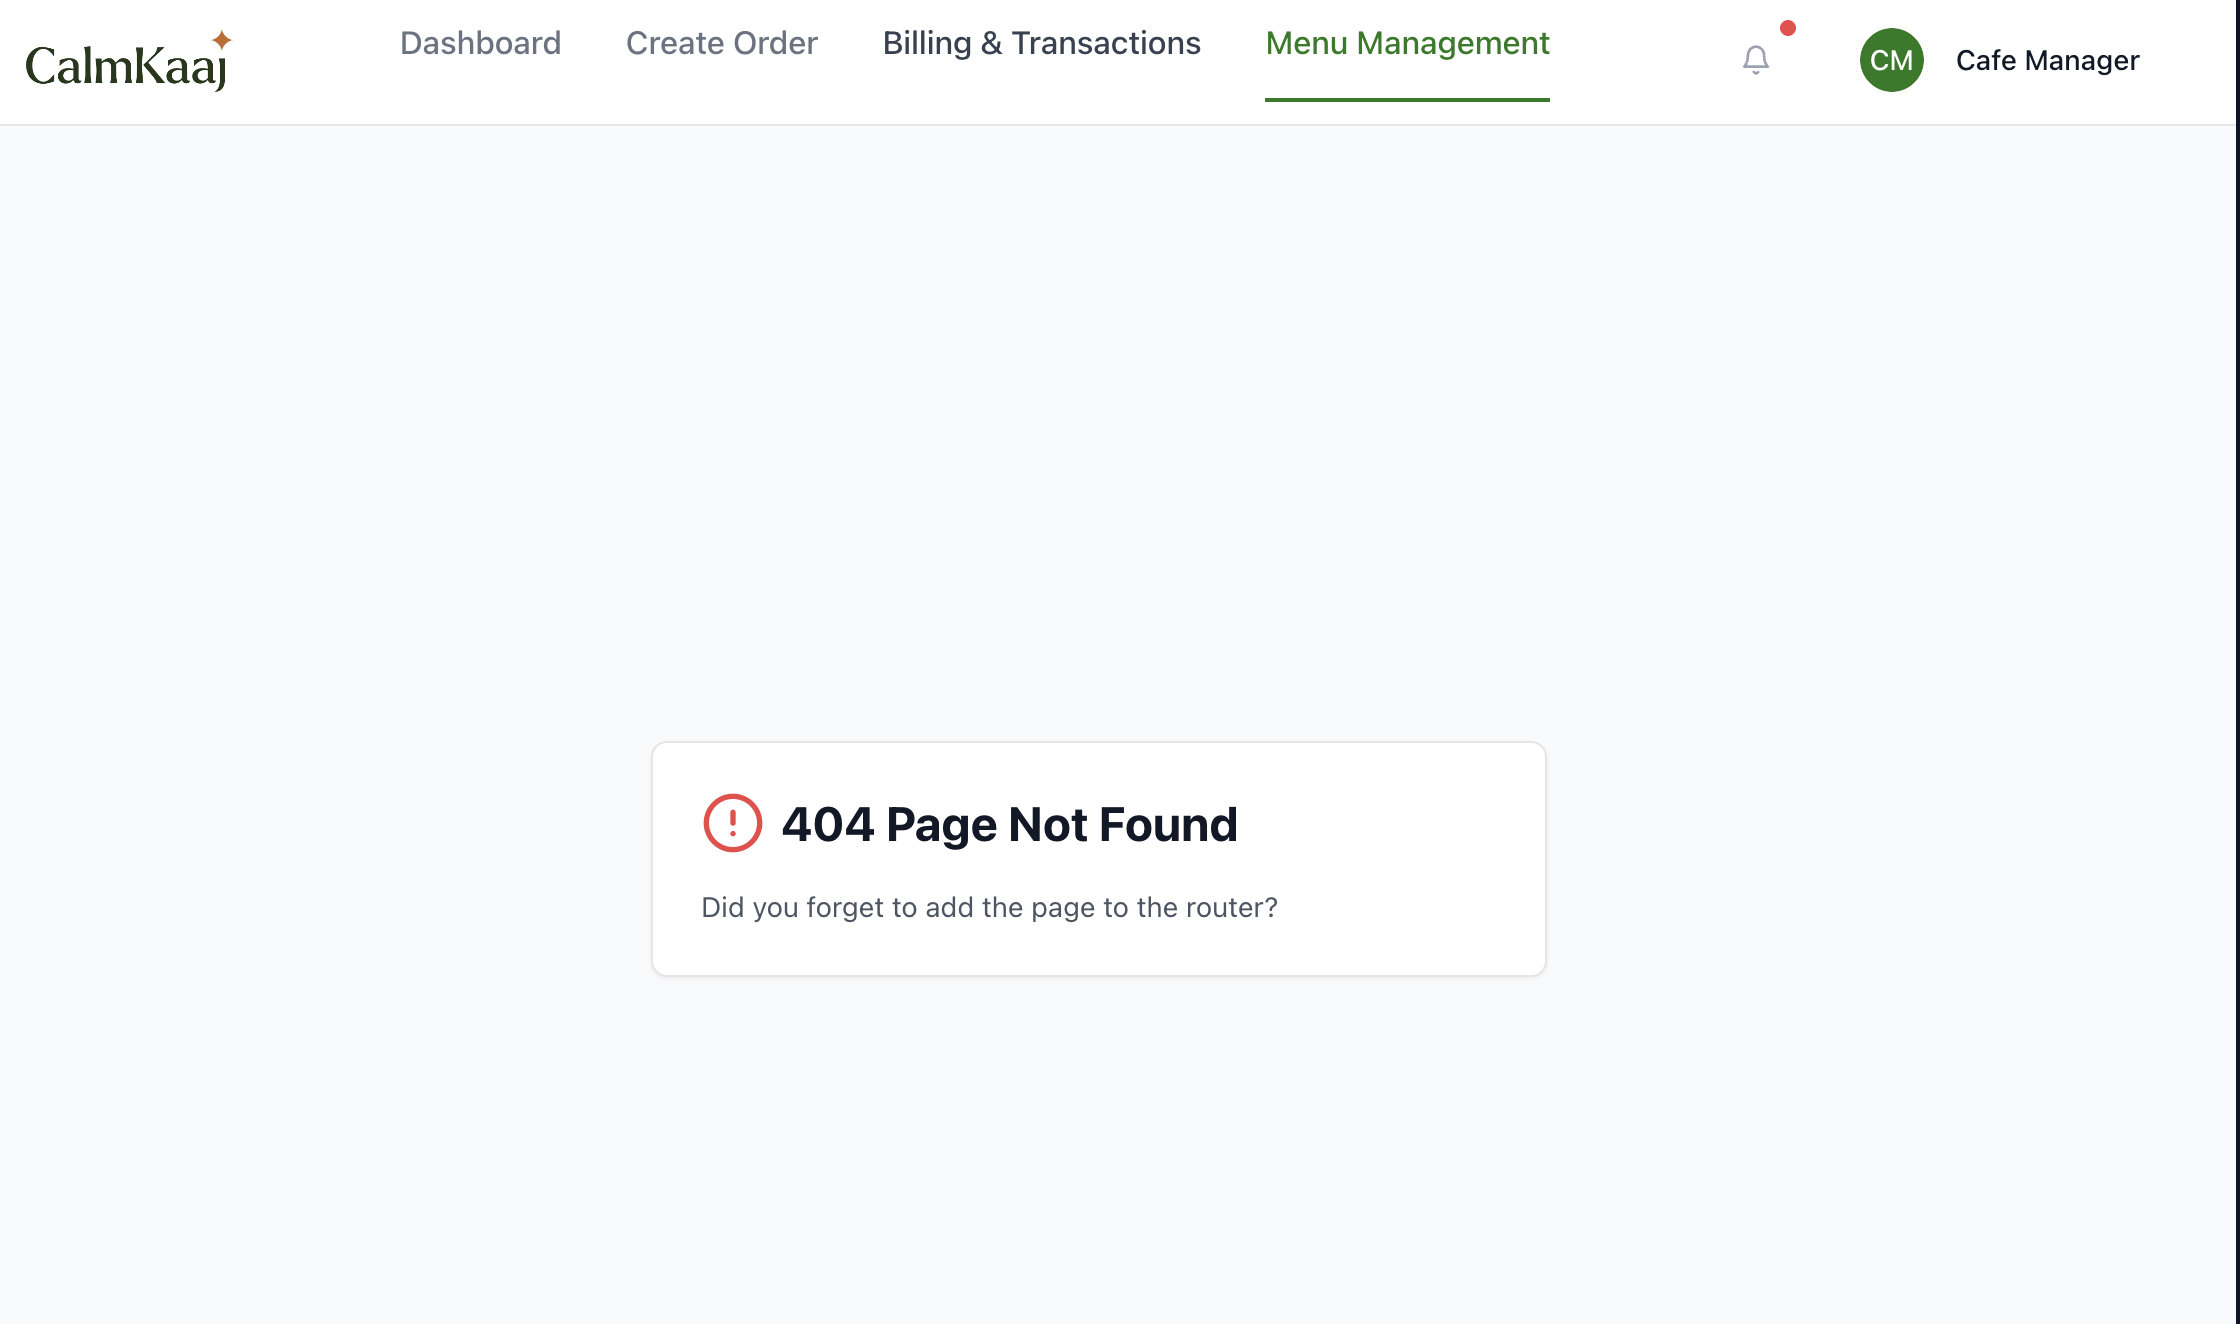 CalmKaaj
Dashboard
Create Order
Billing & Transactions
Menu Management
CM
Cafe Manager
404 Page Not Found
Did you forget to add the page to the router?